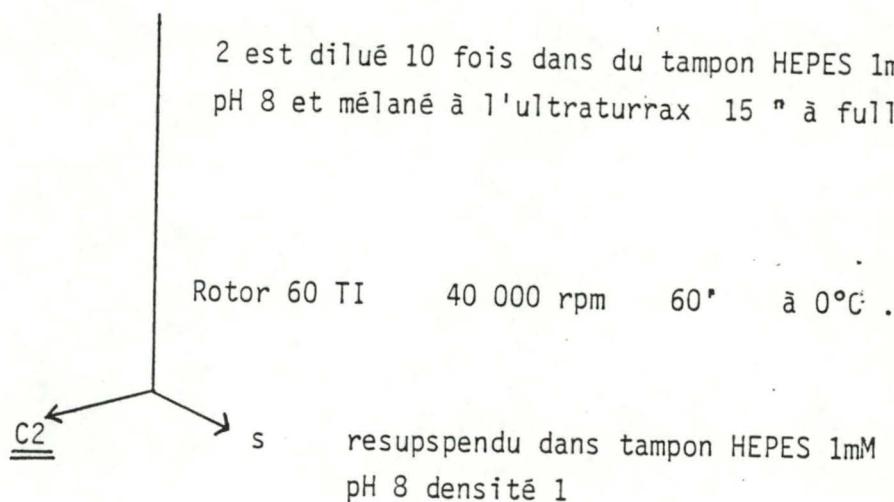 2 est dilué 10 fois dans du tampon HEPES 1m
pH 8 et mélané à l'ultraturrax 15 " à full
Rotor 60 TI 40 000 rpm 60' à 0°C .
C2 s resupspendu dans tampon HEPES 1mM
pH 8 densité 1